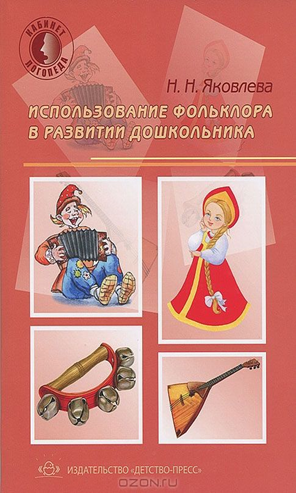 КАБИНЕТ
ЛОГОПЕДА
Н. Н. Яковлева
ИСПОЛЬЗОВАНИЕ ФОЛЬКЛОРА
В РАЗВИТИИ ДОШКОЛЬНИКА
ИЗДАТЕЛЬСТВО «ДЕТСТВО-ПРЕСС»
ozon.ru